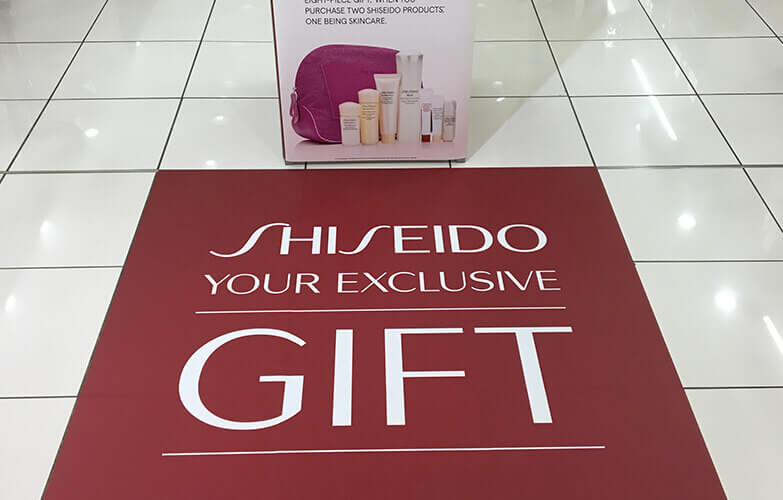 EIGHT-PIECE GIFT, WHEN YOU
PURCHASE TWO SHISEIDO PRODUCTS,
ONE BEING SKINCARE.
SHISEIDO
YOUR EXCLUSIVE
GIFT